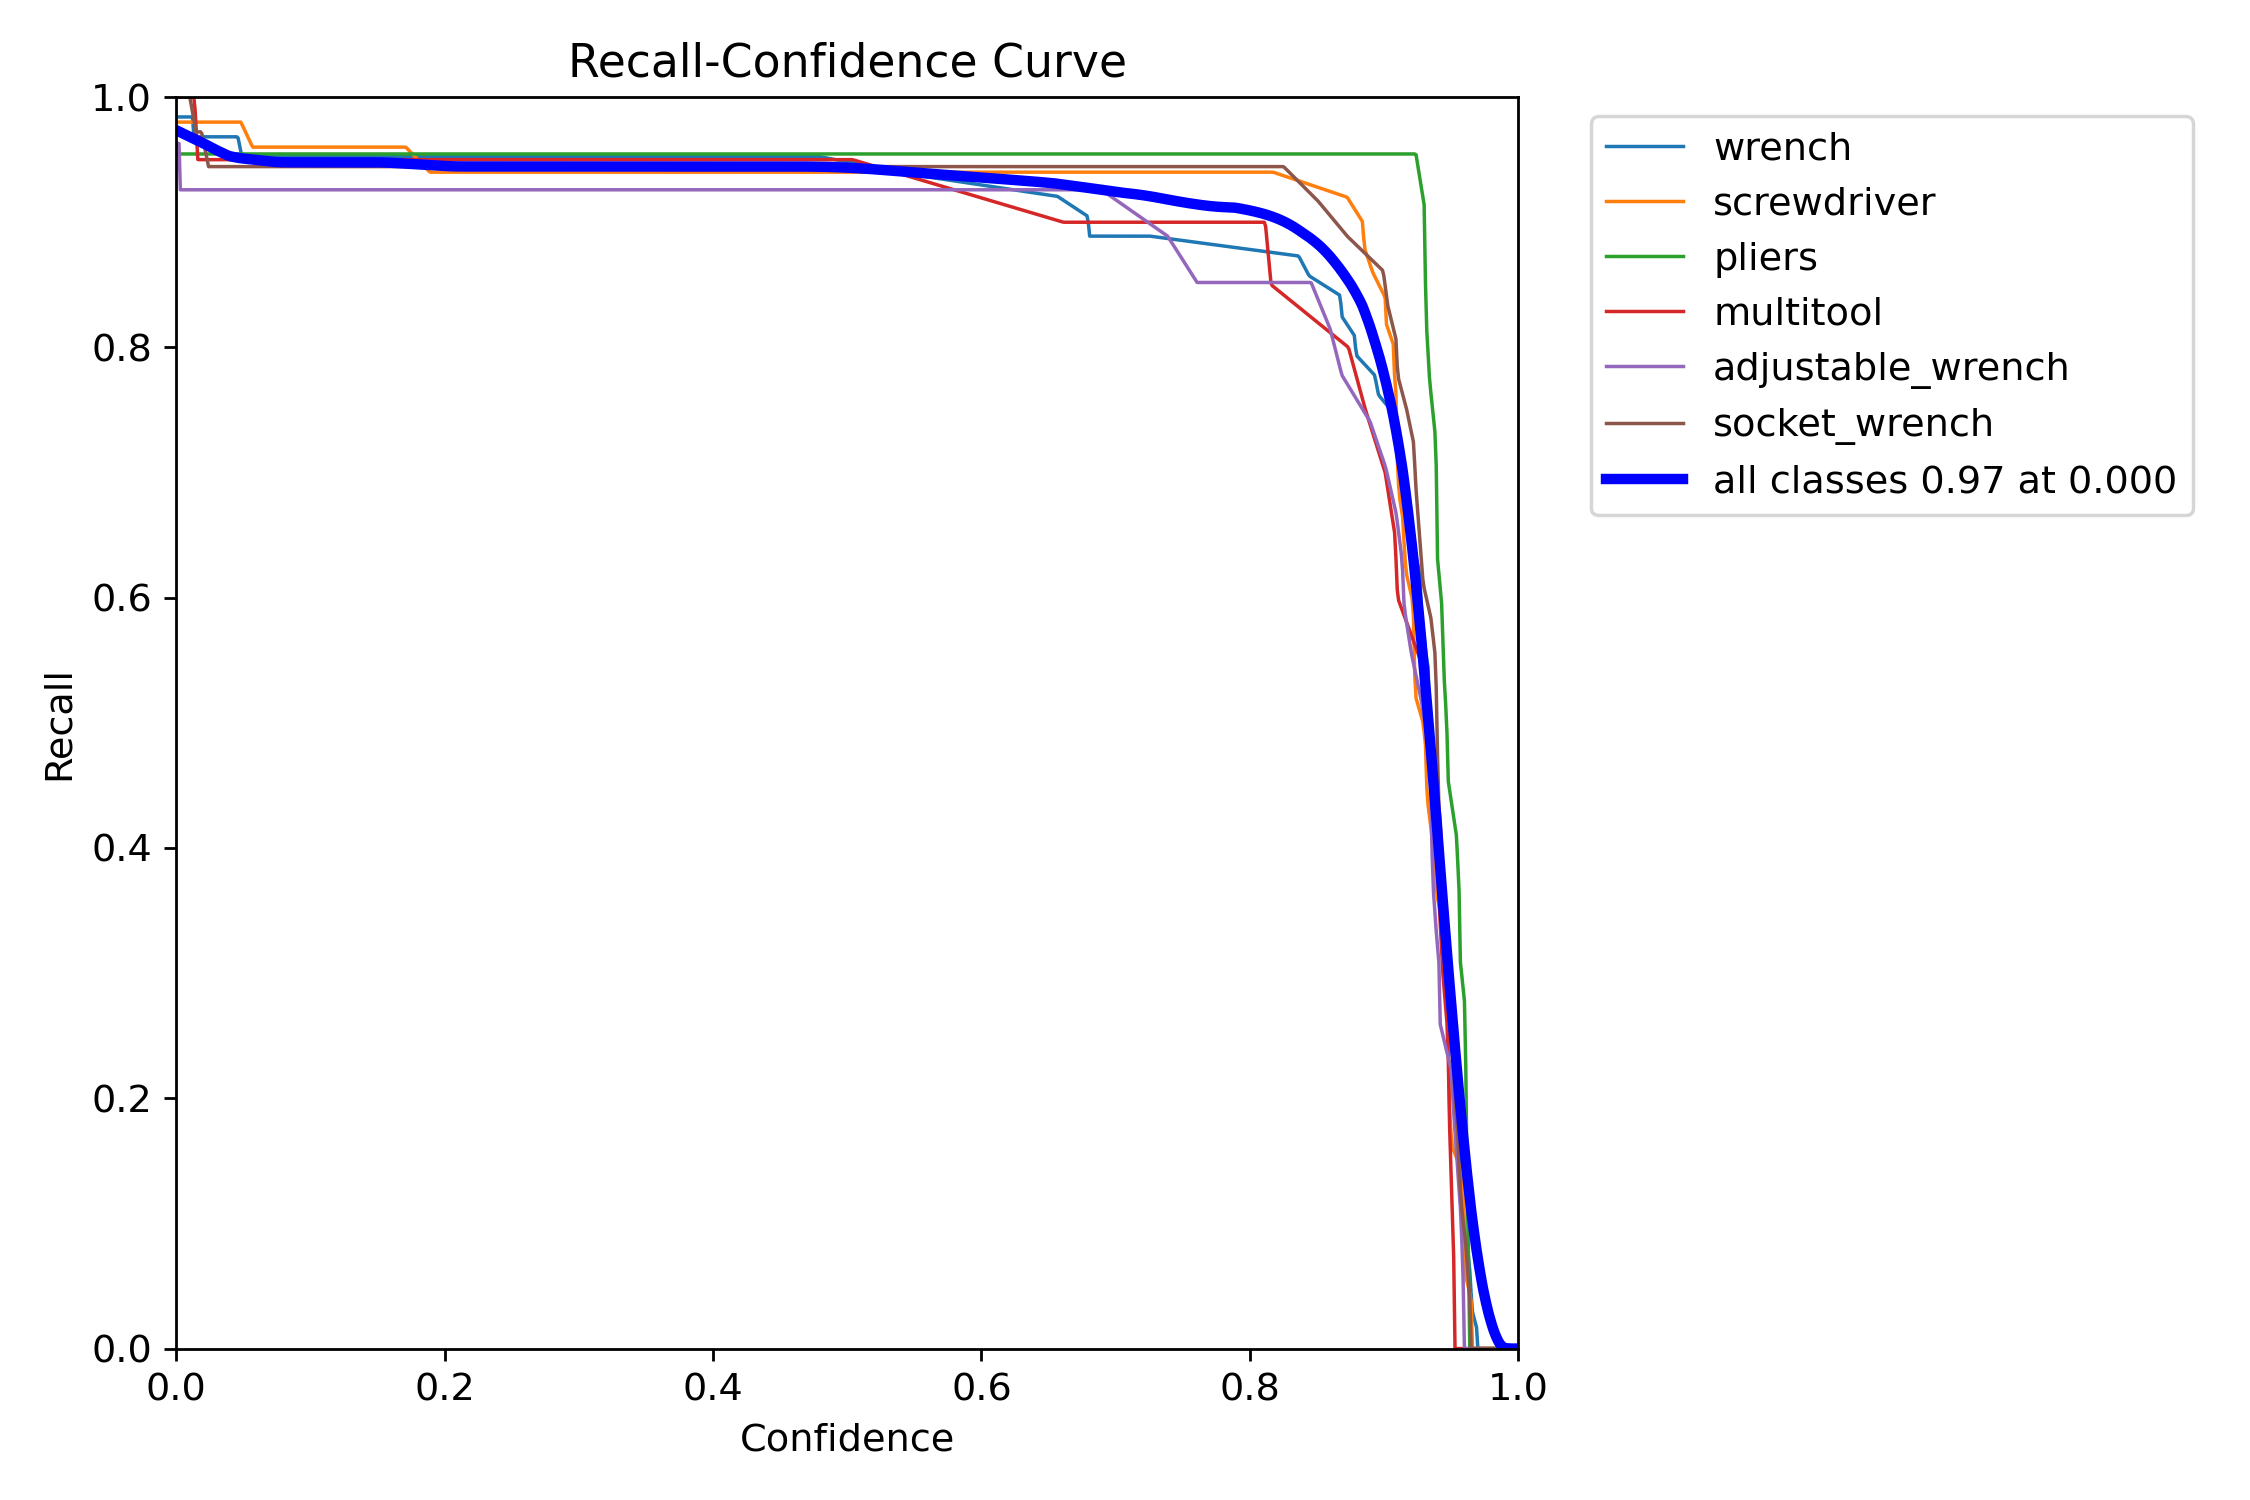 Recall-Confidence Curve
1.0
0.8
0.6
0.4
0.2
0.0
Recall
0.0 0.2 0.4 0.6 0.8 1.0
Confidence
wrench
screwdriver
pliers
multitool
adjustable_wrench
socket_wrench
all classes 0.97 at 0.000